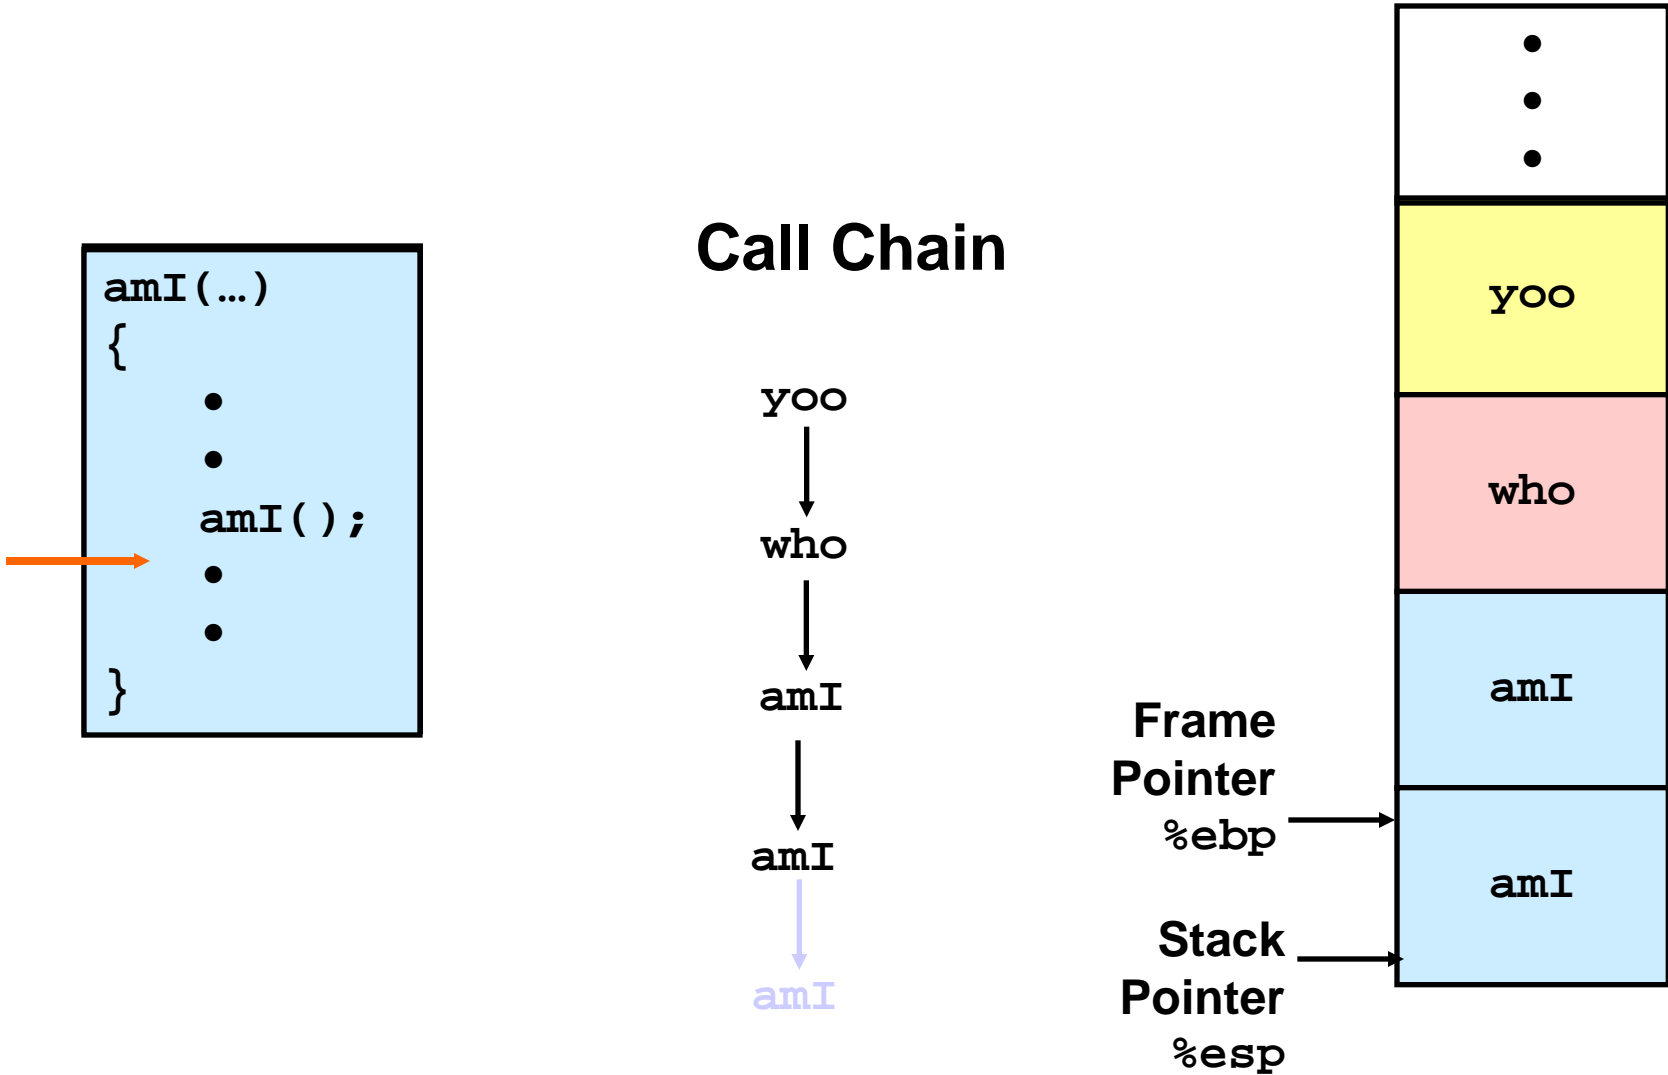 amI(…)
{
•
•
amI();
•
•
}
Call Chain
yoo
who
amI
amI
amI
Frame
Pointer
%ebp
Stack
Pointer
%esp
•
•
•
yoo
who
amI
amI